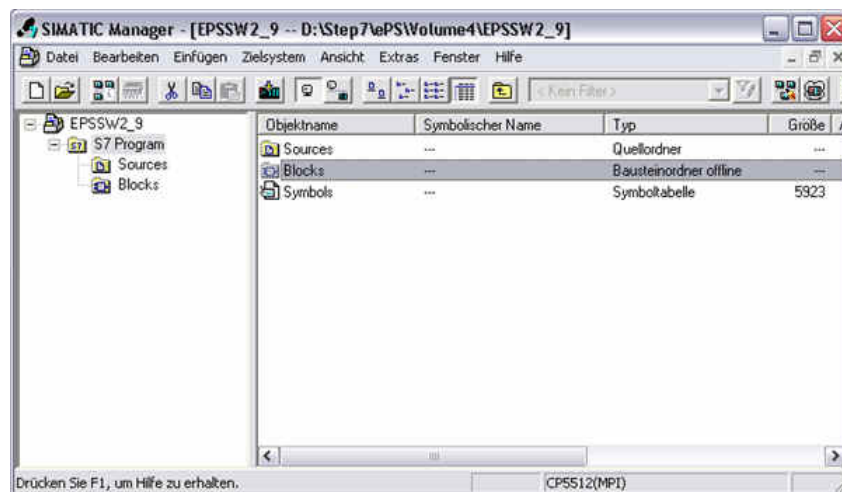 SIMATIC Manager - [EPSSW2_9 -- D:\Step7\ePS\Volume4\EPSSW2_9]
Datei Bearbeiten Einfügen Zielsystem Ansicht Extras Fenster Hilfe
< Kein Filter >
EPSSW2_9
S7 Program
Sources
Blocks
Objektname Symbolischer Name Typ Größe
Sources --- Quellordner ---
Blocks --- Bausteinordner offline ---
Symbols --- Symboltabelle 5923
Drücken Sie F1, um Hilfe zu erhalten. CP5512(MPI)